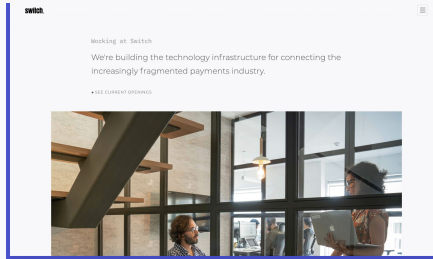 switch.
Working at Switch
We're building the technology infrastructure for connecting the
increasingly fragmented payments industry.
SEE CURRENT OPENINGS